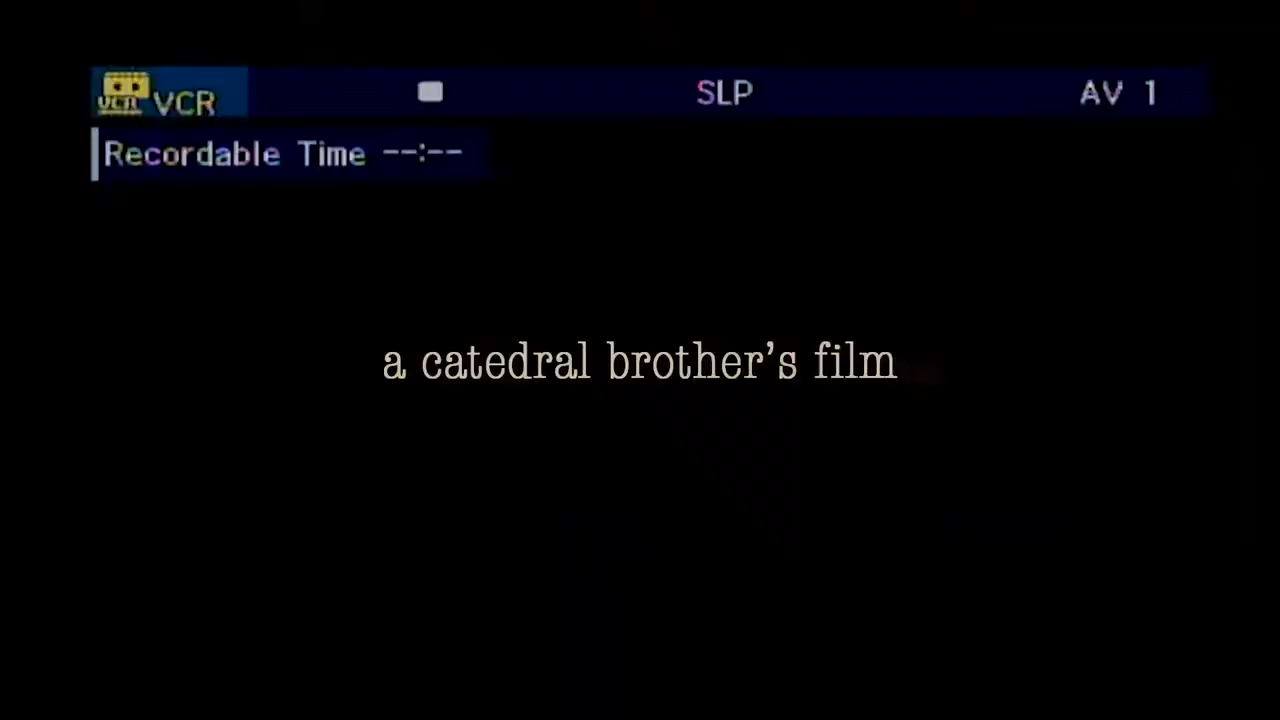 VCR VCR SLP AV 1
Recordable Time --:--
a catedral brother's film